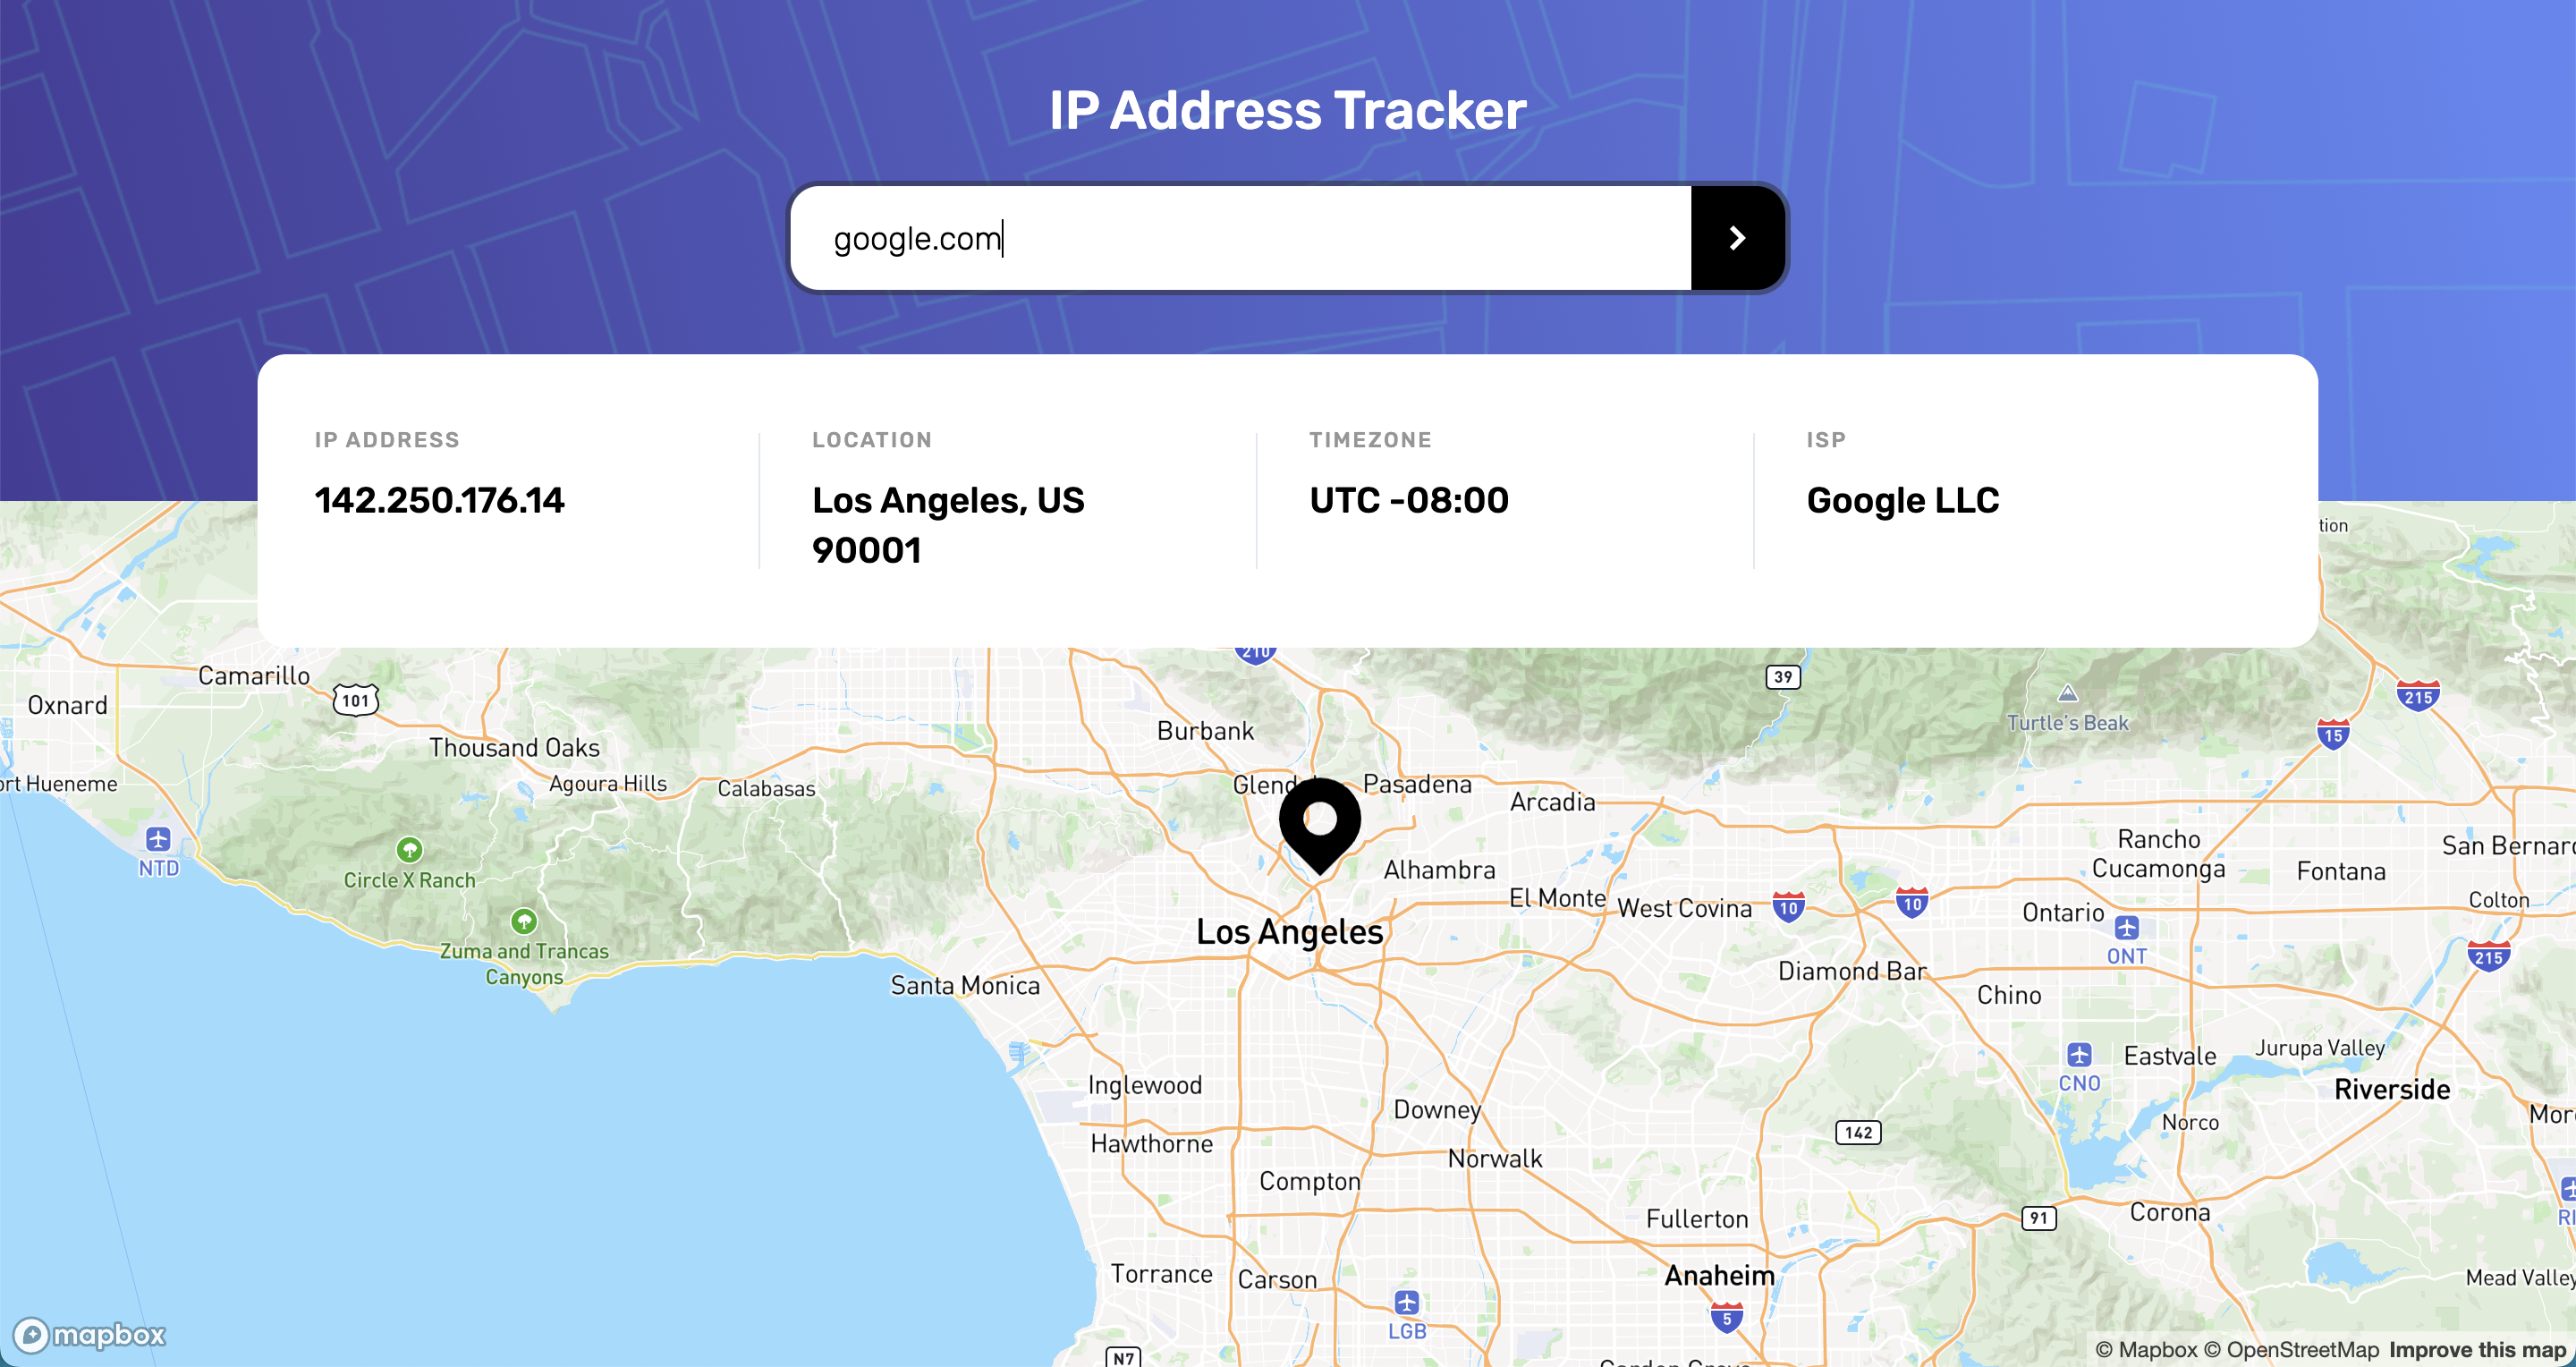 IP Address Tracker
google.com
IP ADDRESS
142.250.176.14
LOCATION
Los Angeles, US
90001
TIMEZONE
UTC -08:00
ISP
Google LLC
tion
210
39
215
Camarillo
101
Oxnard
Turtle's Beak
15
Burbank
Thousand Oaks
ort Hueneme
Agoura Hills
Calabasas
Glend
Pasadena
Arcadia
NTD
Rancho
Cucamonga
San Bernard
Circle X Ranch
Alhambra
Fontana
El Monte
West Covina
10
10
Colton
Ontario
Los Angeles
Zuma and Trancas
Canyons
ONT
215
Diamond Bar
Santa Monica
Chino
Jurupa Valley
Eastvale
Inglewood
CNO
Riverside
Downey
Mor
Norco
142
Hawthorne
Norwalk
Compton
Corona
Fullerton
91
RI
Torrance
Carson
Anaheim
Mead Valley
5
LGB
mapbox
N7
© Mapbox © OpenStreetMap Improve this map